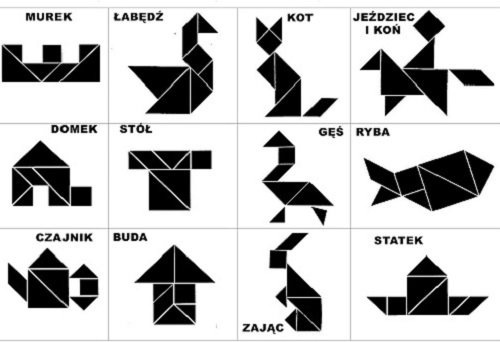 MUREK
ŁABĘDŹ
KOT
JEŹDZIEC
I KOŃ
DOMEK
STÓŁ
GĘŚ
RYBA
CZAJNIK
BUDA
ZAJĄC
STATEK